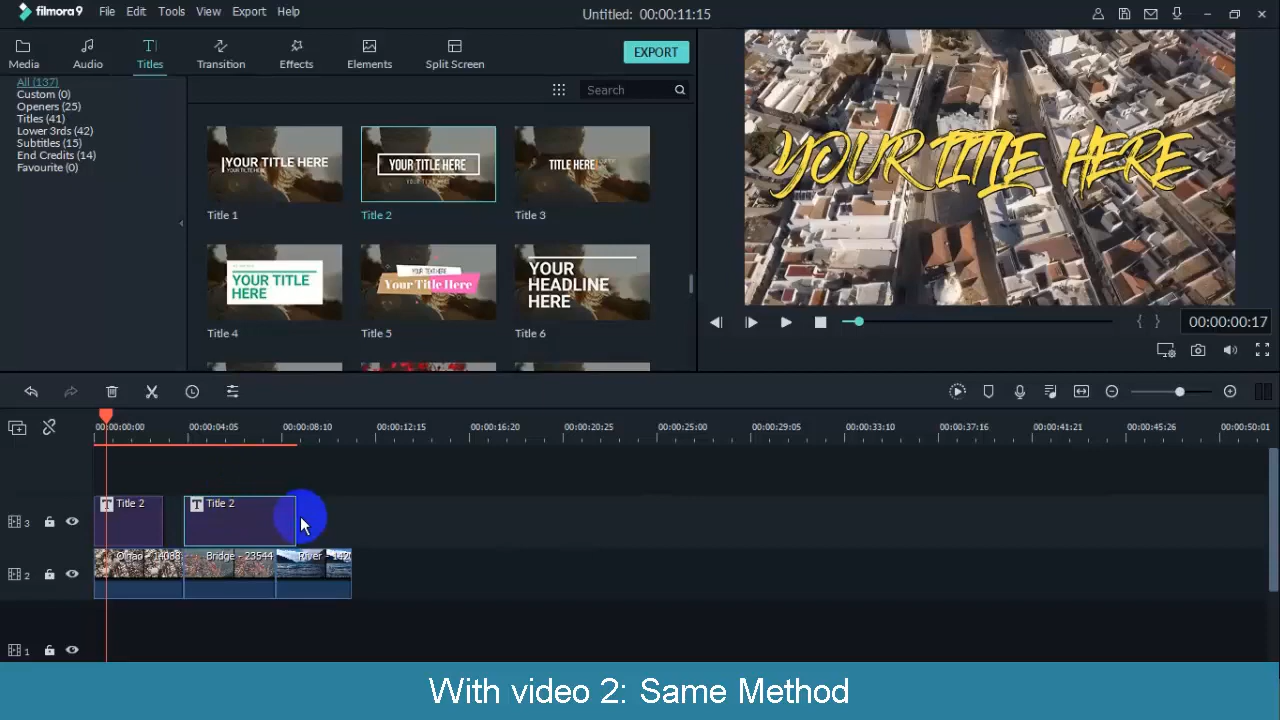 filmora9 File Edit Tools View Export Help
Untitled: 00:00:11:15
Media Audio Titles Transition Effects Elements Split Screen
EXPORT
All (137)
Custom (0)
Openers (25)
Titles (41)
Lower 3rds (42)
Subtitles (15)
End Credits (14)
Favourite (0)
Search
YOUR TITLE HERE
YOUR TITLE HERE
TITLE HERE
Title 1
Title 2
Title 3
YOUR TITLE
HERE
YOUR TEXT HERE
Your Title Here
YOUR
HEADLINE
HERE
Title 4
Title 5
Title 6
YOUR TITLE HERE
00:00:00:17
00:00:00:00 00:00:04:05 00:00:08:10 00:00:12:15 00:00:16:20 00:00:20:25 00:00:25:00 00:00:29:05 00:00:33:10 00:00:37:16 00:00:41:21 00:00:45:26 00:00:50:01
3
T Title 2
T Title 2
2
Bridge - 23544
River - 142
1
With video 2: Same Method